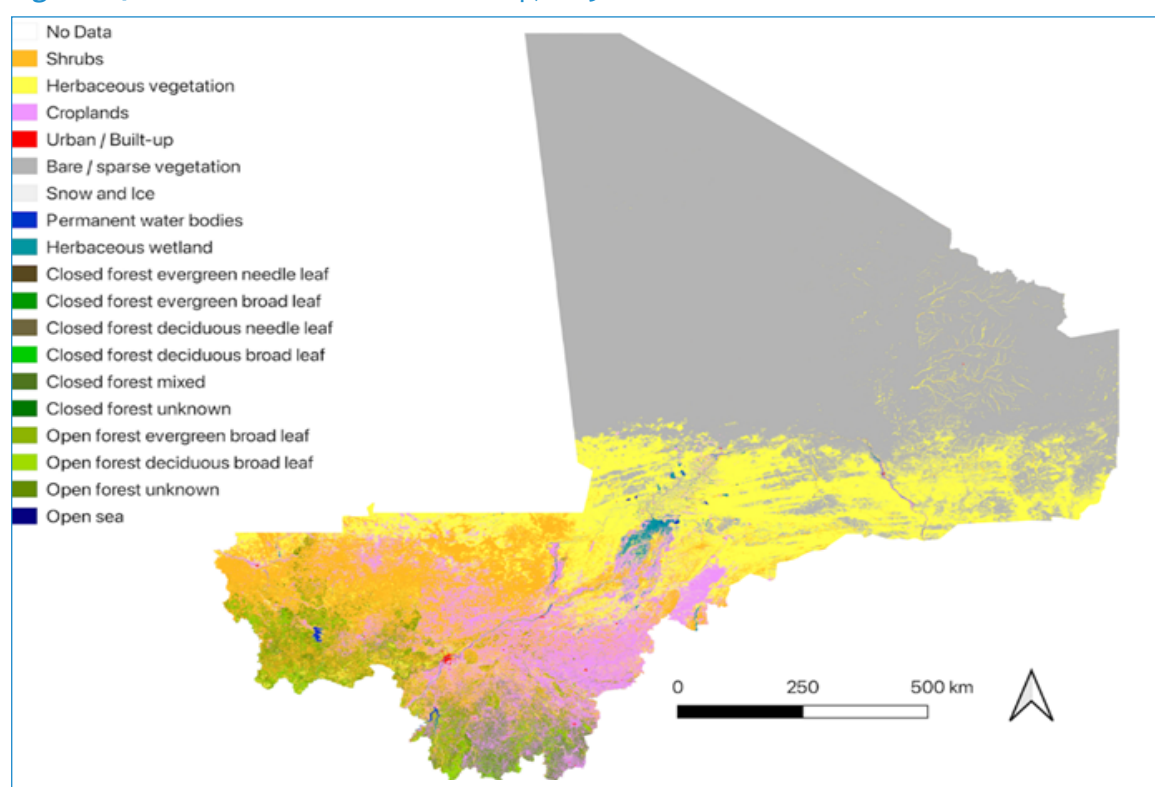 No Data
Shrubs
Herbaceous vegetation
Croplands
Urban / Built-up
Bare / sparse vegetation
Snow and Ice
Permanent water bodies
Herbaceous wetland
Closed forest evergreen needle leaf
Closed forest evergreen broad leaf
Closed forest deciduous needle leaf
Closed forest deciduous broad leaf
Closed forest mixed
Closed forest unknown
Open forest evergreen broad leaf
Open forest deciduous broad leaf
Open forest unknown
Open sea
0 250 500 km